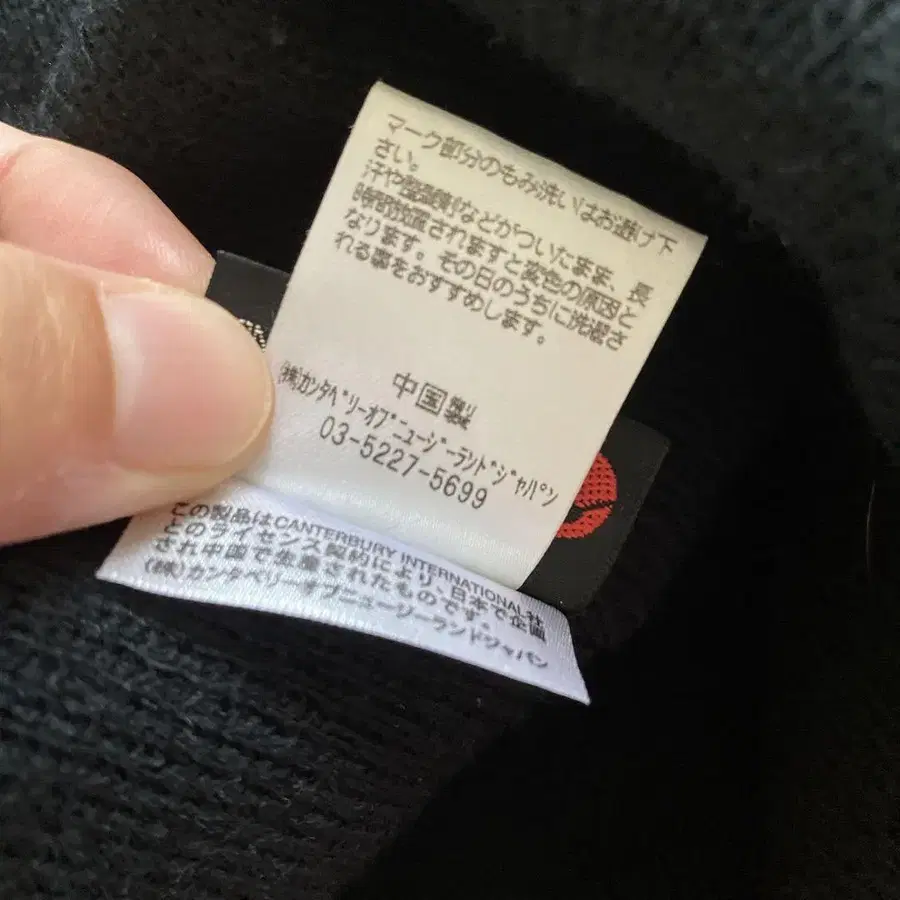 マーク部分のもみ洗いはお避け下
さい。
汗や整髪剤などがついたまま、長
時間放置されますと変色の原因と
なります。その日のうちに洗濯さ
れる事をおすすめします。
中国製
㈱カンタベリーオブニュージーランドジャパン
03-5227-5699
この製品はCANTERBURY INTERNATIONAL社
とのライセンス契約により、日本で企画
され中国で生産されたものです。
(株)カンタベリーオブニュージーランドジャパン